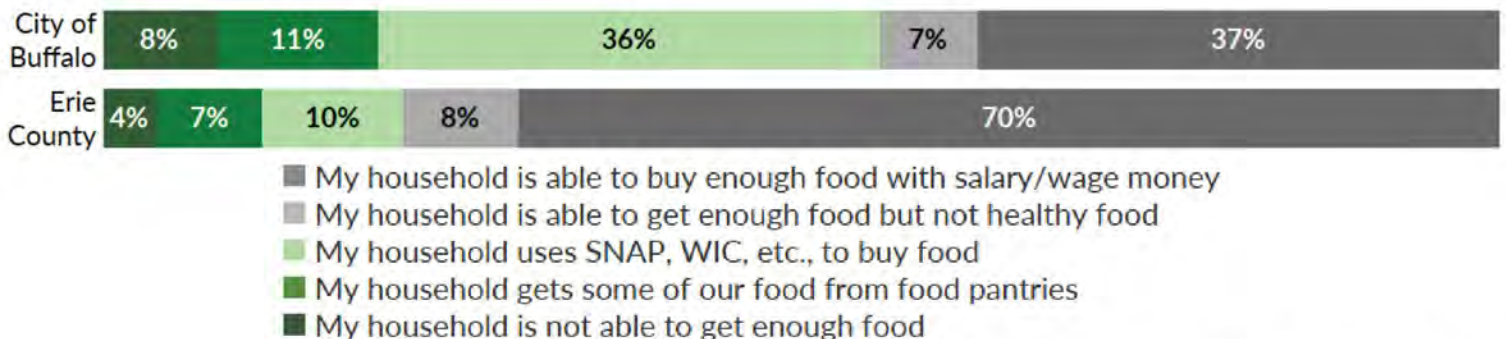 City of
Buffalo
8% 11% 36% 7% 37%
Erie
County
4% 7% 10% 8% 70%
My household is able to buy enough food with salary/wage money
My household is able to get enough food but not healthy food
My household uses SNAP, WIC, etc., to buy food
My household gets some of our food from food pantries
My household is not able to get enough food